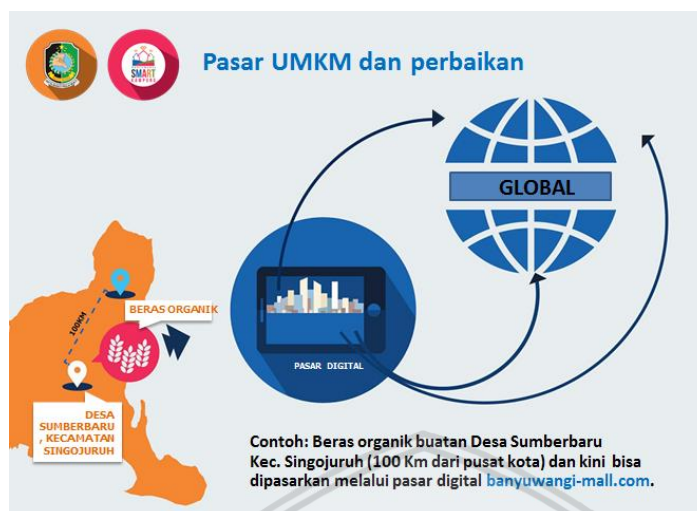 Pasar UMKM dan perbaikan
SMART
KAMPUNG
GLOBAL
BERAS ORGANIK
100KM
PASAR DIGITAL
DESA
SUMBERBARU
, KECAMATAN
SINGOJURUH
Contoh: Beras organik buatan Desa Sumberbaru
Kec. Singojuruh (100 Km dari pusat kota) dan kini bisa
dipasarkan melalui pasar digital banyuwangi-mall.com.